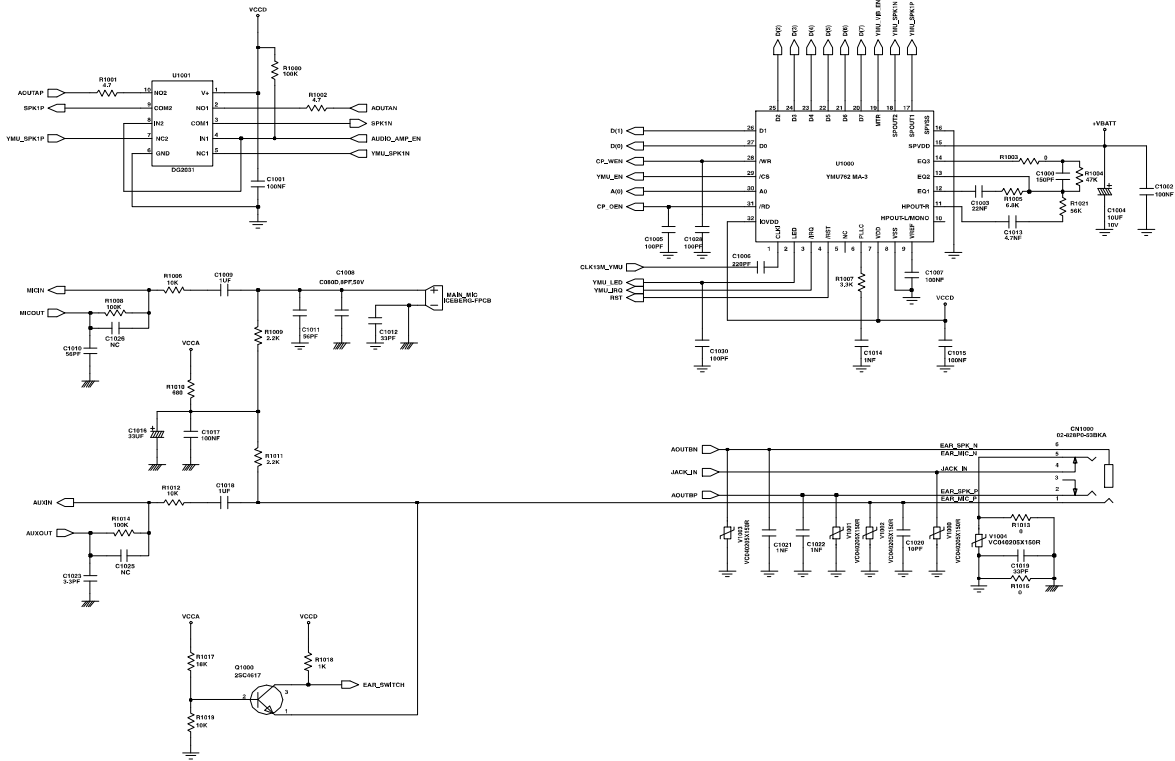 VCCD
U1001
R1001
4.7
AOUTAP
SPK1P
YMU_SPK1P
10 NO2 V+ 1
9 COM2 NO1 2
8 IN2 COM1 3
7 NC2 IN1 4
6 GND NC1 5
DG2031
R1000
100K
R1002
4.7
AOUTAN
SPK1N
AUDIO_AMP_EN
YMU_SPK1N
C1001
100NF
D(2)
D(3)
D(4)
D(5)
D(6)
D(7)
YMU_VIB_EN
YMU_SPK1N
YMU_SPK1P
25 24 23 22 21 20 19 18 17
D2 D3 D4 D5 D6 D7 MTR SPOUT2 SPOUT1
SPVSS 16
SPVDD 15
EQ3 14
EQ2 13
EQ1 12
HPOUT-R 11
HPOUT-L/MONO 10
U1000
YMU762 MA-3
D(1) 26 D1
D(0) 27 D0
CP_WEN 28 /WR
YMU_EN 29 /CS
A(0) 30 A0
CP_OEN 31 /RD
32 IOVDD
CLKI LED /IRQ /RST NC PLLC VDD VSS VREF
1 2 3 4 5 6 7 8 9
+VBATT
R1003 0
C1000
150PF
R1004
47K
C1003
22NF
R1005
6.8K
R1021
56K
C1013
4.7NF
C1004
10UF
10V
C1002
100NF
C1005
100PF
C1028
100PF
C1006
220PF
CLK13M_YMU
YMU_LED
YMU_IRQ
RST
R1007
3.3K
C1007
100NF
VCCD
C1030
100PF
C1014
1NF
C1015
100NF
MICIN
MICOUT
R1006
10K
C1009
1UF
R1008
100K
C1026
NC
C1010
56PF
C1008
C080D,8PF,50V
MAIN_MIC
ICEBERG-FPCB
R1009
2.2K
C1011
56PF
C1012
33PF
VCCA
R1010
680
C1016
33UF
C1017
100NF
R1011
2.2K
AUXIN
AUXOUT
R1012
10K
C1018
1UF
R1014
100K
C1025
NC
C1023
3.3PF
VCCA
VCCD
R1017
18K
Q1000
2SC4617
R1018
1K
EAR_SWITCH
2 3 1
R1019
10K
CN1000
AOUTBN
JACK_IN
AOUTBP
EAR_SPK_N 6
EAR_MIC_N 5
JACK_IN 4
3
EAR_SPK_P 2
EAR_MIC_P 1
V1003
VC040205X150R
C1021
1NF
C1022
1NF
V1001
VC040205X150R
V1002
VC040205X150R
C1020
10PF
V1000
VC040205X150R
V1004
VC040205X150R
R1013
0
C1019
33PF
R1016
0